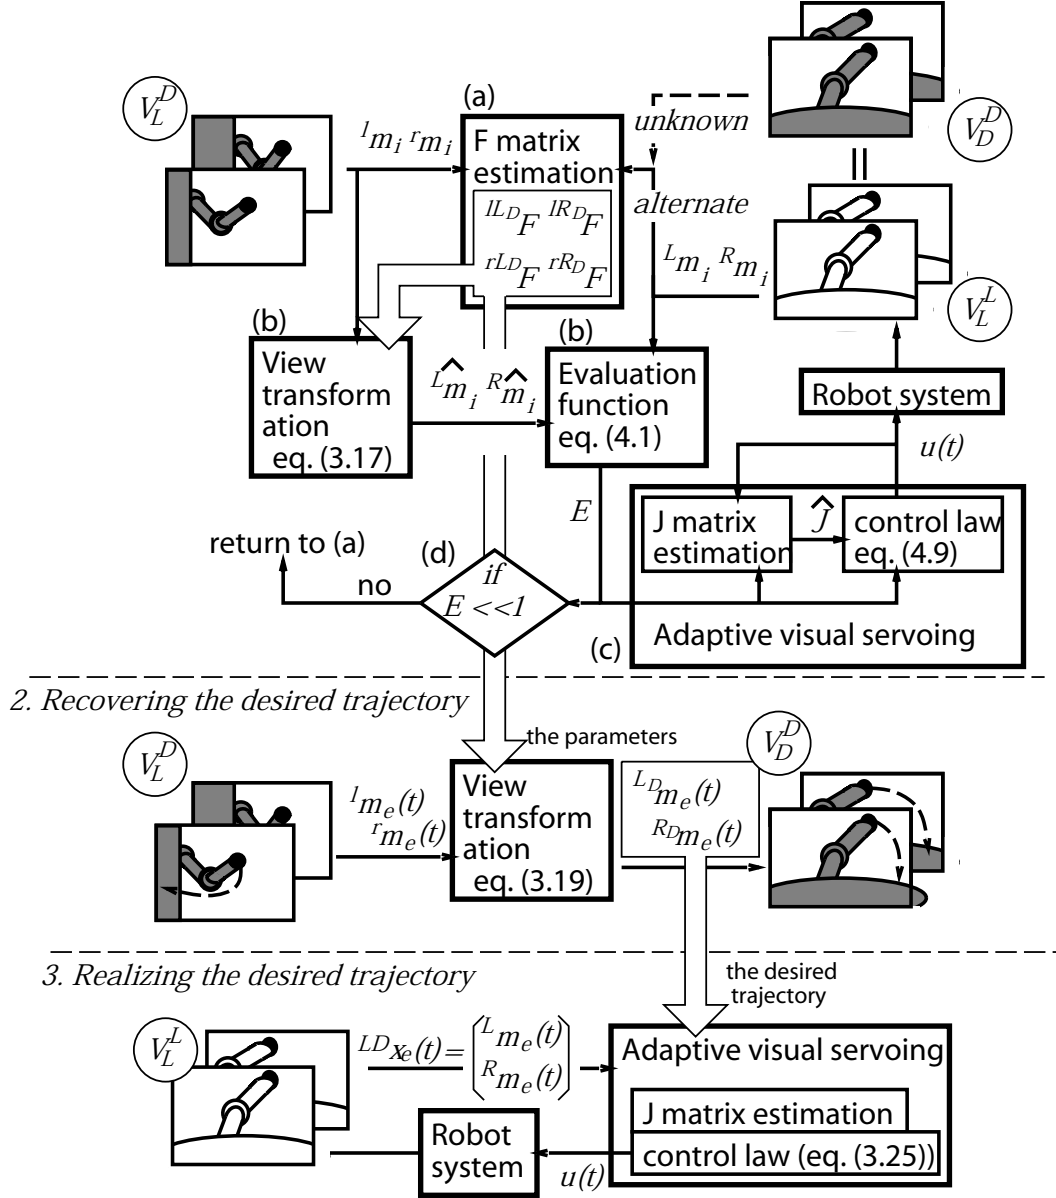 (a)
V_L^D
^l m_i ^r m_i
F matrix
estimation
unknown
V_D^D
=
alternate
^{lL_D}F ^{lR_D}F
^{rL_D}F ^{rR_D}F
^L m_i ^R m_i
V_L^L
(b)
View
transform
ation
eq. (3.17)
^L \hat{m}_i ^R \hat{m}_i
(b)
Evaluation
function
eq. (4.1)
Robot system
u(t)
E
J matrix
estimation
\hat{J}
control law
eq. (4.9)
return to (a)
no
(d)
if
E <<1
(c)
Adaptive visual servoing
2. Recovering the desired trajectory
the parameters
V_L^D
^l m_e(t)
^r m_e(t)
View
transform
ation
eq. (3.19)
^{L_D}m_e(t)
^{R_D}m_e(t)
V_D^D
3. Realizing the desired trajectory
the desired
trajectory
V_L^L
^{LD}x_e(t)= (^L m_e(t)
^R m_e(t))
Adaptive visual servoing
J matrix estimation
control law (eq. (3.25))
u(t)
Robot
system